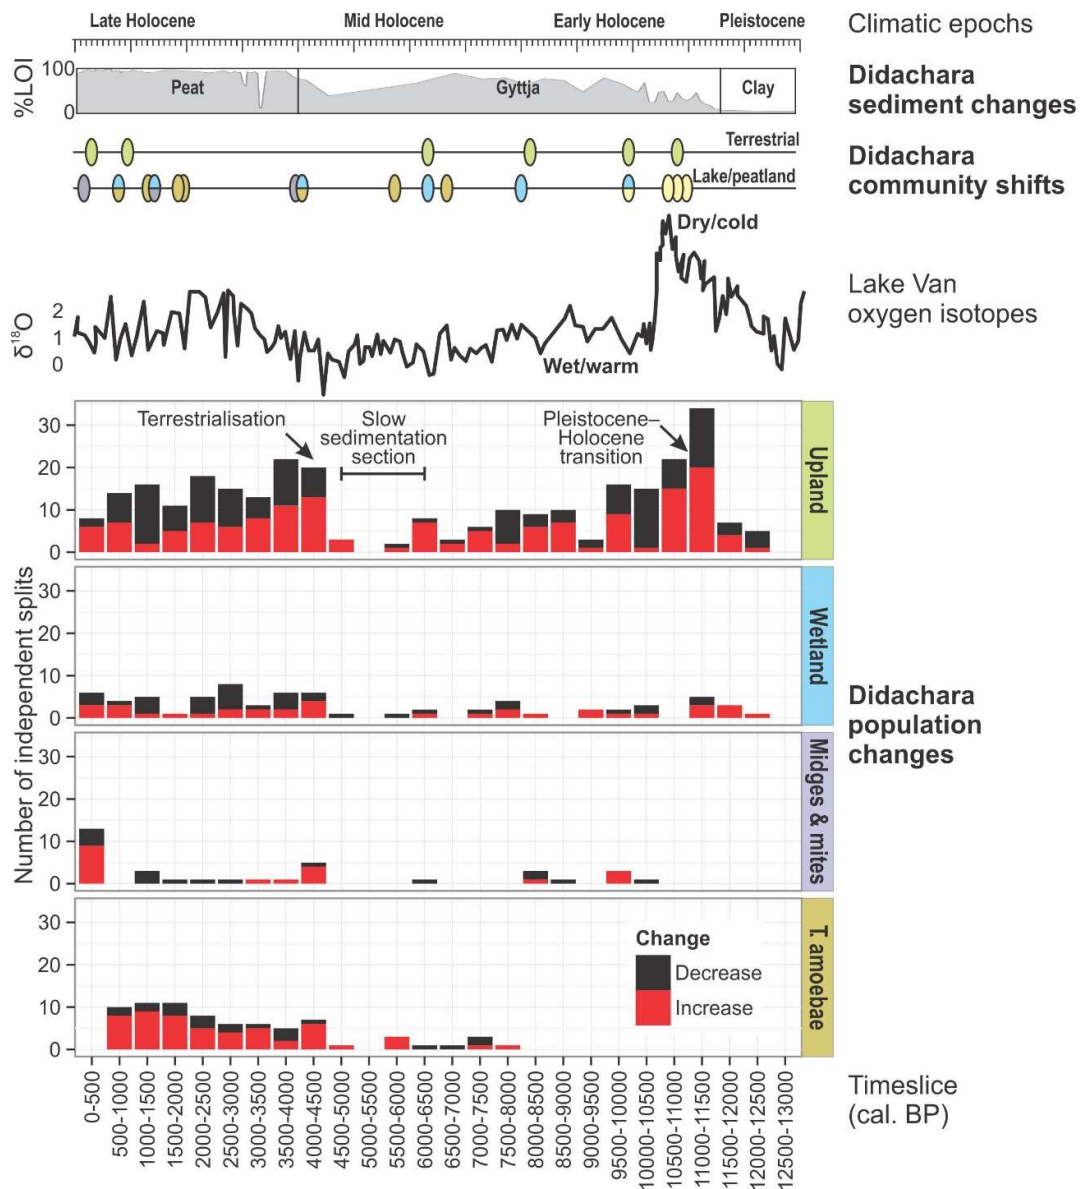 Late Holocene Mid Holocene Early Holocene Pleistocene
Climatic epochs
%LOI
100
0
Peat
Gyttja
Clay
Didachara
sediment changes
Terrestrial
Lake/peatland
Didachara
community shifts
Dry/cold
Wet/warm
δ18O
2
1
0
Lake Van
oxygen isotopes
Number of independent splits
30
20
10
0
Terrestrialisation
Slow
sedimentation
section
Pleistocene–
Holocene
transition
Upland
30
20
10
0
Wetland
30
20
10
0
Midges & mites
30
20
10
0
T. amoebae
Change
Decrease
Increase
Didachara
population
changes
0-500
500-1000
1000-1500
1500-2000
2000-2500
2500-3000
3000-3500
3500-4000
4000-4500
4500-5000
5000-5500
5500-6000
6000-6500
6500-7000
7000-7500
7500-8000
8000-8500
8500-9000
9000-9500
9500-10000
10000-10500
10500-11000
11000-11500
11500-12000
12000-12500
12500-13000
Timeslice
(cal. BP)